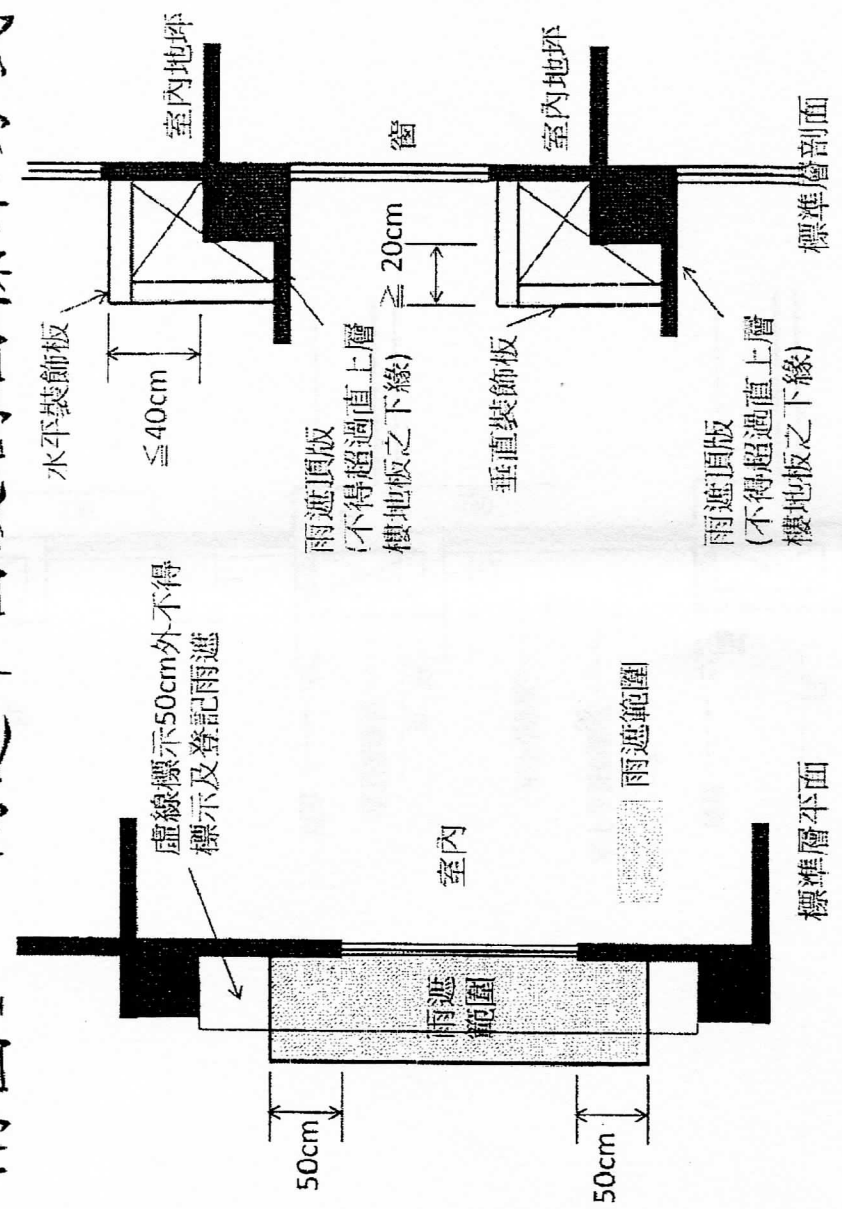 水平裝飾板
≦40cm
室內地坪
雨遮頂版
(不得超過直上層
樓地板之下緣)
窗
≧ 20cm
垂直裝飾板
室內地坪
雨遮頂版
(不得超過直上層
樓地板之下緣)
標準層剖面
虛線標示50cm外不得
標示及登記雨遮
50cm
雨遮
範圍
室內
50cm
雨遮範圍
標準層平面